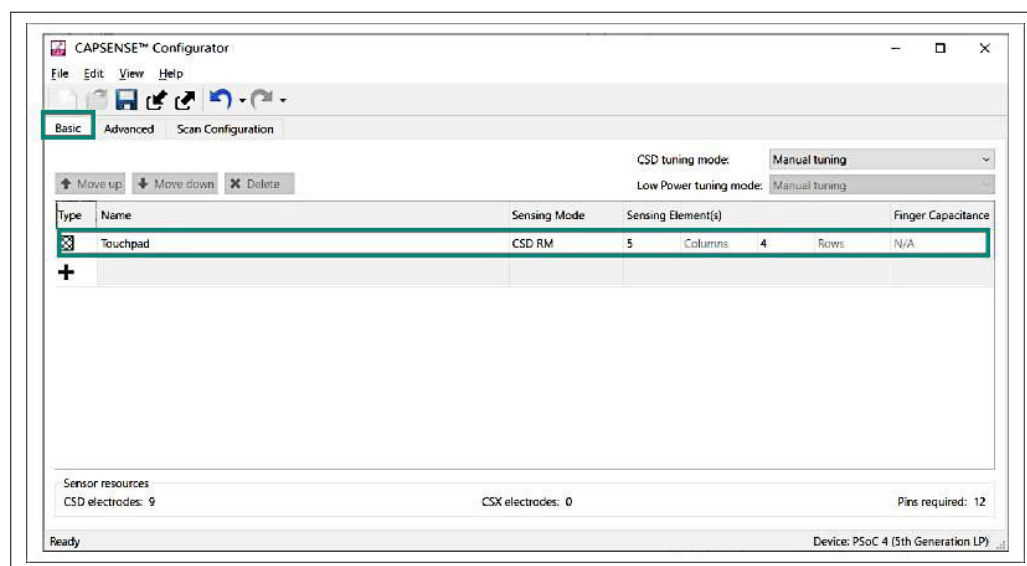 CAPSENSE™ Configurator
File Edit View Help
Basic Advanced Scan Configuration
CSD tuning mode: Manual tuning
Move up Move down Delete Low Power tuning mode: Manual tuning
Type Name Sensing Mode Sensing Element(s) Finger Capacitance
Touchpad CSD RM 5 Columns 4 Rows N/A
Sensor resources
CSD electrodes: 9 CSX electrodes: 0 Pins required: 12
Ready Device: PSoC 4 (5th Generation LP)